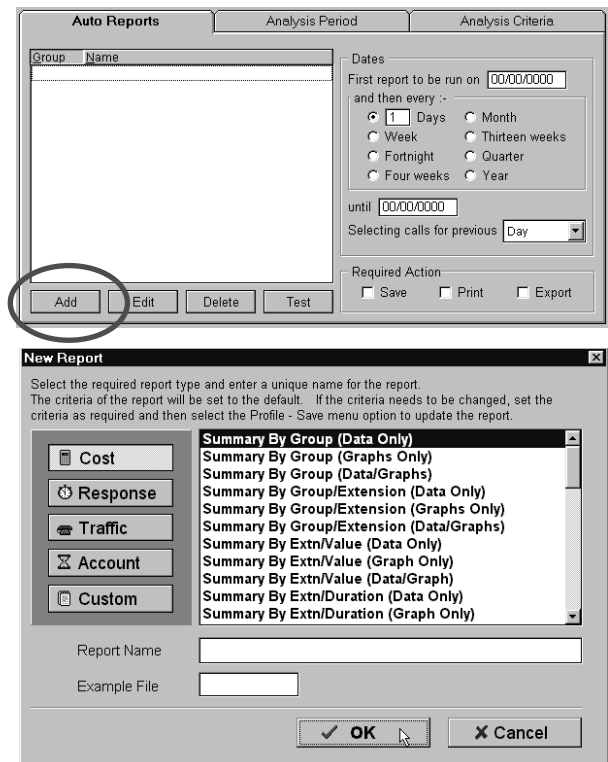 Auto Reports Analysis Period Analysis Criteria
Group Name
Dates
First report to be run on 00/00/0000
and then every :-
1 Days Month
Week Thirteen weeks
Fortnight Quarter
Four weeks Year
until 00/00/0000
Selecting calls for previous Day
Required Action
Save Print Export
Add Edit Delete Test
New Report
Select the required report type and enter a unique name for the report.
The criteria of the report will be set to the default. If the criteria needs to be changed, set the
criteria as required and then select the Profile - Save menu option to update the report.
Cost
Response
Traffic
Account
Custom
Summary By Group (Data Only)
Summary By Group (Graphs Only)
Summary By Group (Data/Graphs)
Summary By Group/Extension (Data Only)
Summary By Group/Extension (Graphs Only)
Summary By Group/Extension (Data/Graphs)
Summary By Extn/Value (Data Only)
Summary By Extn/Value (Graph Only)
Summary By Extn/Value (Data/Graph)
Summary By Extn/Duration (Data Only)
Summary By Extn/Duration (Graph Only)
Report Name
Example File
OK Cancel